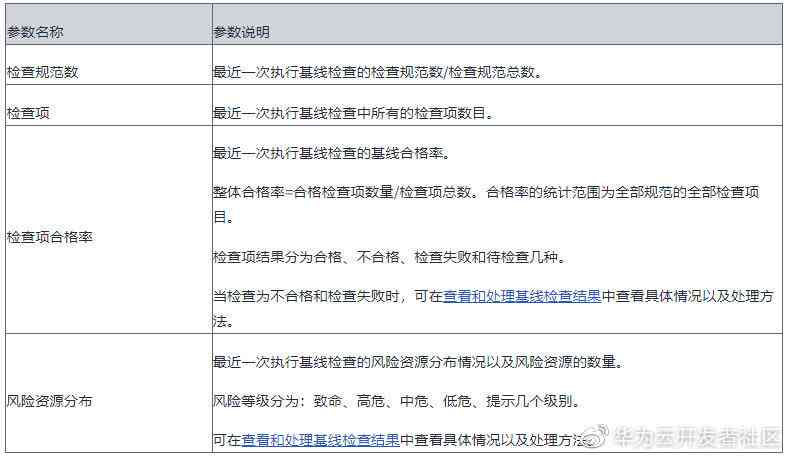 参数名称 参数说明
检查规范数 最近一次执行基线检查的检查规范数/检查规范总数。
检查项 最近一次执行基线检查中所有的检查项数目。
最近一次执行基线检查的基线合格率。
整体合格率=合格检查项数量/检查项总数。合格率的统计范围为全部规范的全部检查项
目。
检查项合格率
检查项结果分为合格、不合格、检查失败和待检查几种。
当检查为不合格和检查失败时，可在查看和处理基线检查结果中查看具体情况以及处理方
法。
最近一次执行基线检查的风险资源分布情况以及风险资源的数量。
风险资源分布 风险等级分为：致命、高危、中危、低危、提示几个级别。
可在查看和处理基线检查结果中查看具体情况以及处理方法。
华为云开发者社区